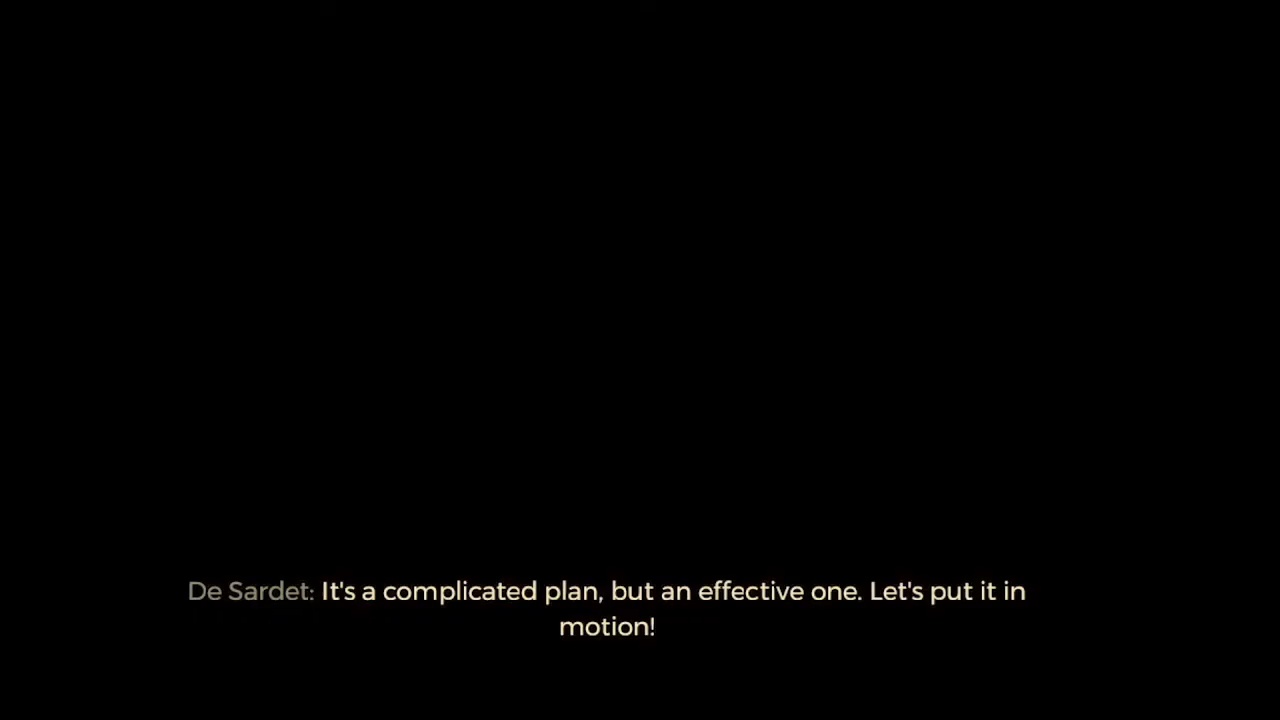 De Sardet: It's a complicated plan, but an effective one. Let's put it in
motion!